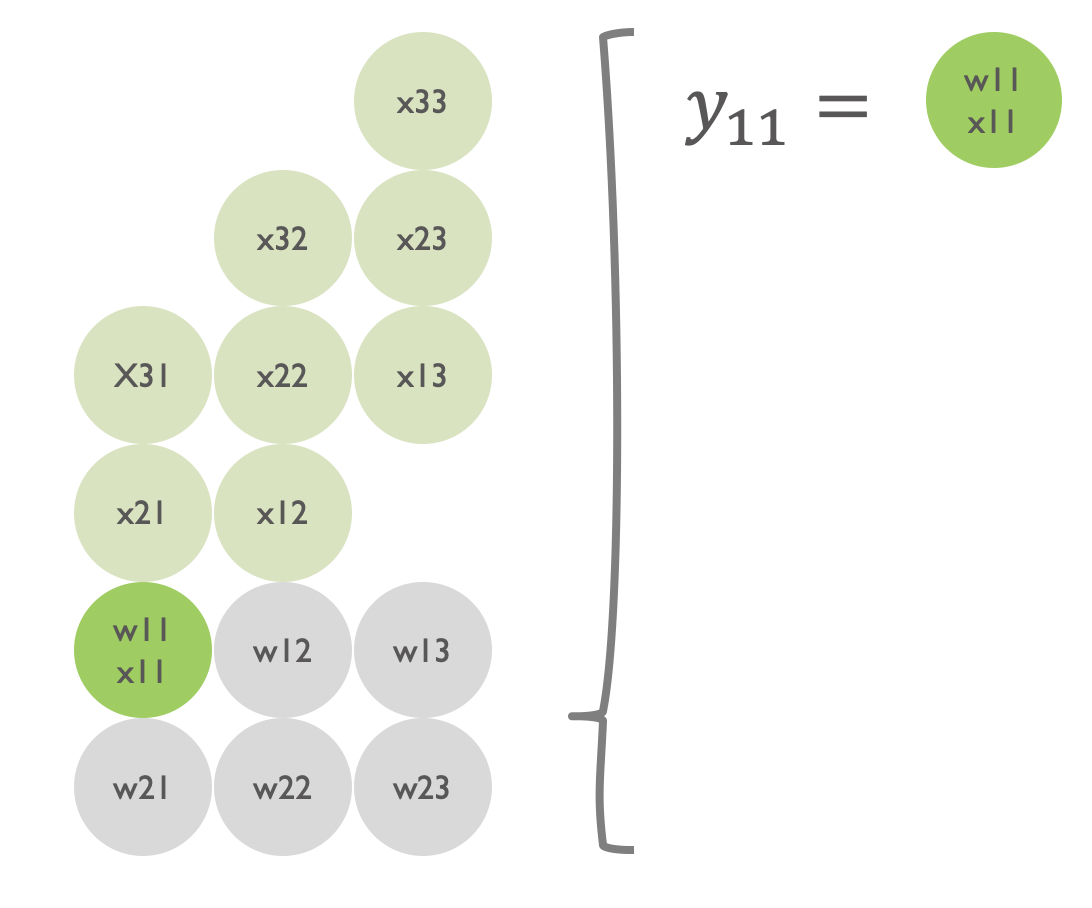 x33
x32 x23
X31 x22 x13
x21 x12
w11
x11
w12 w13
w21 w22 w23
y11 =
w11
x11